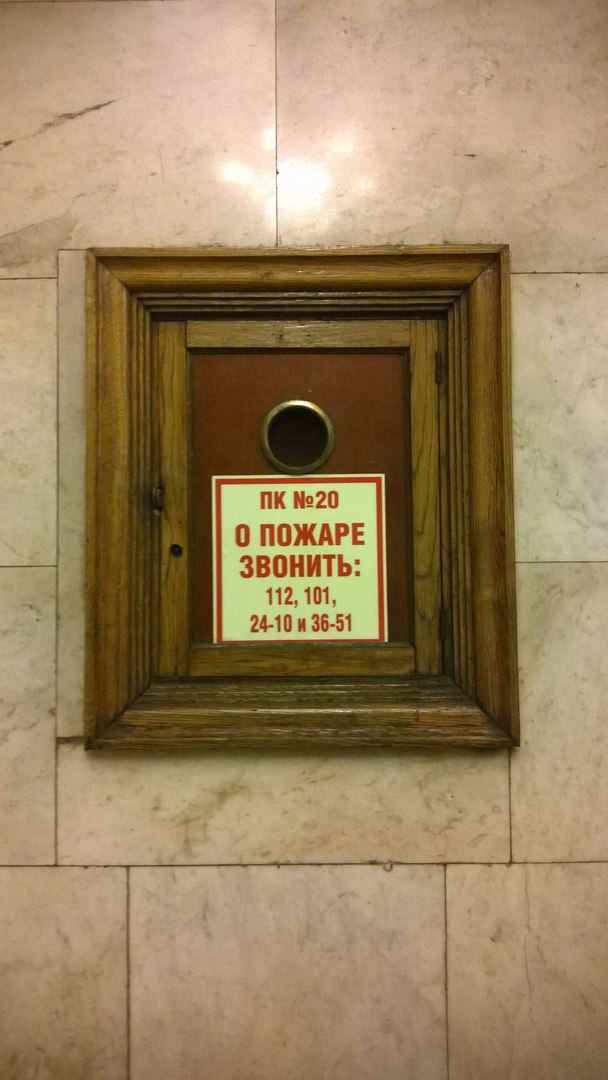 ПК №20
О ПОЖАРЕ
ЗВОНИТЬ:
112, 101,
24-10 и 36-51